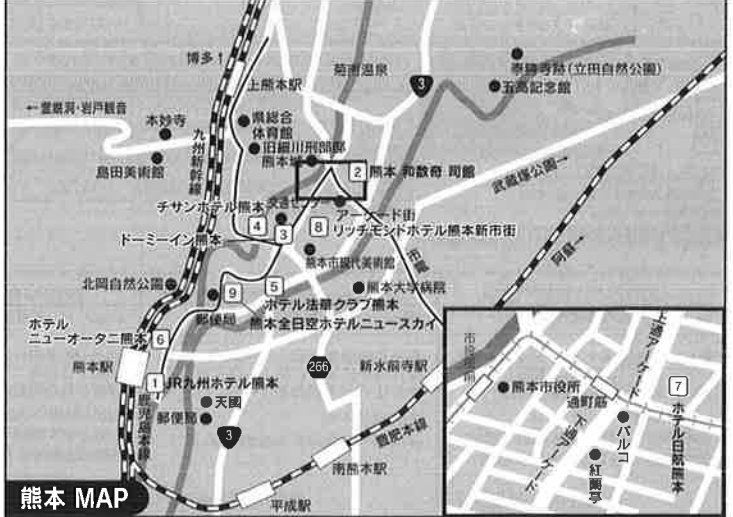 博多↑
菊南温泉
3
泰勝寺跡(立田自然公園)
五高記念館
上熊本駅
←霊巌洞・岩戸観音
本妙寺
県総合
体育館
旧細川刑部邸
熊本城
島田美術館
九州新幹線
2
熊本 和数奇 司館
武蔵塚公園→
チサンホテル熊本
交通センター
アーケード街
4
3
8
リッチモンドホテル熊本新市街
ドーミーイン熊本
熊本市現代美術館
市電
阿蘇→
北岡自然公園
9
5
熊本大学病院
郵便局
ホテル法華クラブ熊本
熊本全日空ホテルニュースカイ
ホテル
ニューオータニ熊本
6
熊本駅
266
新水前寺駅
1
JR九州ホテル熊本
天國
郵便局
鹿児島本線
3
豊肥本線
南熊本駅
平成駅
熊本 MAP
熊本市役所
通町筋
上通アーケード
7
ホテル日航熊本
パルコ
下通アーケード
紅蘭亭